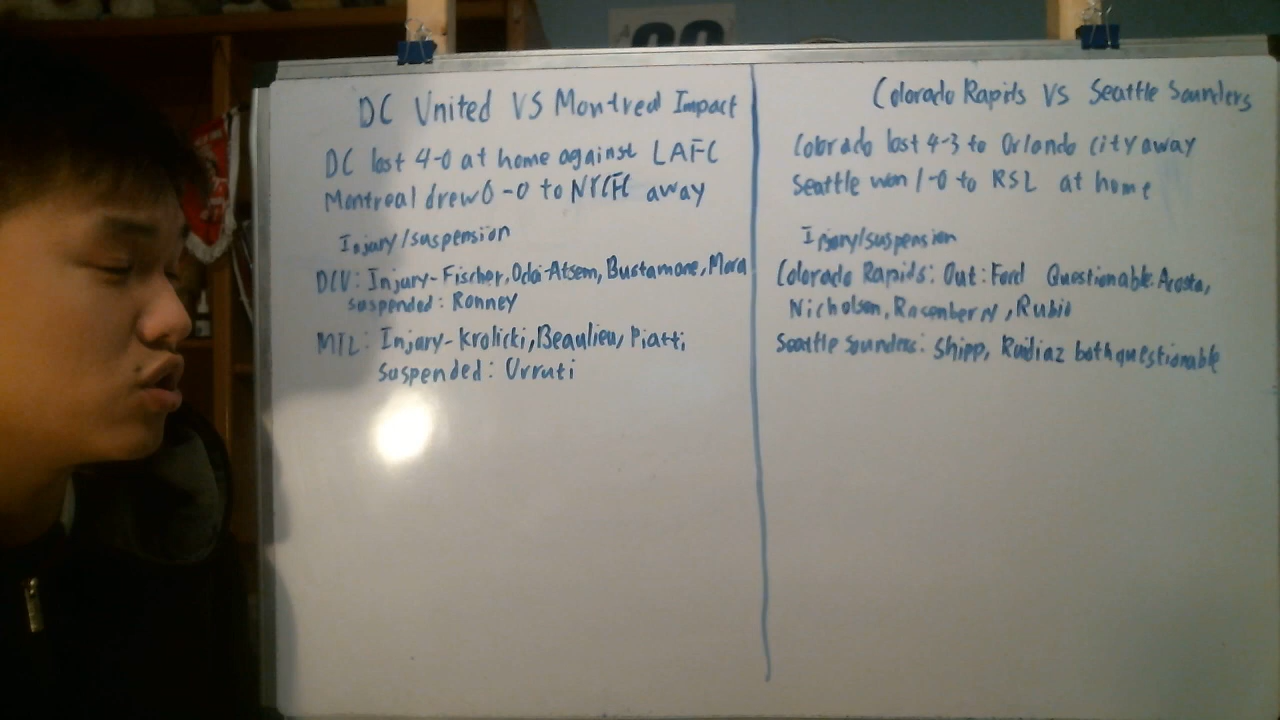 DC United VS Montreal Impact
DC lost 4-0 at home against LAFC
Montreal drew 0-0 to NYCFC away
Injury/suspension
DCU: Injury-Fischer, Odoi-Atsem, Bustamane, Mora
suspended: Ronney
MTL: Injury-Krolicki, Beaulieu, Piatti,
suspended: Urruti
Colorado Rapids VS Seattle Sounders
Colorado lost 4-3 to Orlando city away
Seattle won 1-0 to RSL at home
Injury/suspension
Colorado Rapids: Out: Ford Questionable: Acosta,
Nicholson, Rosenberry, Rubio
Seattle Sounders: Shipp, Ruidiaz both questionable